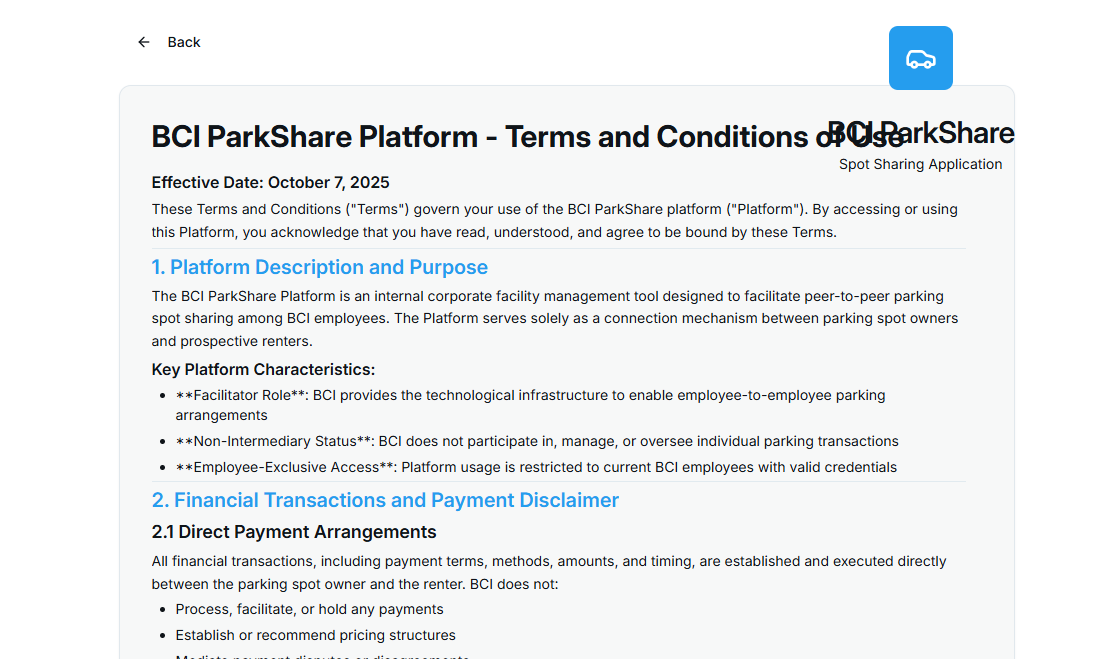 Back
BCI ParkShare Platform - Terms and Conditions of Use
BCI ParkShare
Spot Sharing Application
Effective Date: October 7, 2025
These Terms and Conditions ("Terms") govern your use of the BCI ParkShare platform ("Platform"). By accessing or using
this Platform, you acknowledge that you have read, understood, and agree to be bound by these Terms.
1. Platform Description and Purpose
The BCI ParkShare Platform is an internal corporate facility management tool designed to facilitate peer-to-peer parking
spot sharing among BCI employees. The Platform serves solely as a connection mechanism between parking spot owners
and prospective renters.
Key Platform Characteristics:
• **Facilitator Role**: BCI provides the technological infrastructure to enable employee-to-employee parking
arrangements
• **Non-Intermediary Status**: BCI does not participate in, manage, or oversee individual parking transactions
• **Employee-Exclusive Access**: Platform usage is restricted to current BCI employees with valid credentials
2. Financial Transactions and Payment Disclaimer
2.1 Direct Payment Arrangements
All financial transactions, including payment terms, methods, amounts, and timing, are established and executed directly
between the parking spot owner and the renter. BCI does not:
• Process, facilitate, or hold any payments
• Establish or recommend pricing structures
• Mediate payment disputes or disagreements